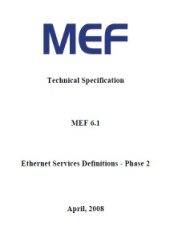 MEF
Technical Specification
MEF 6.1
Ethernet Services Definitions - Phase 2
April, 2008